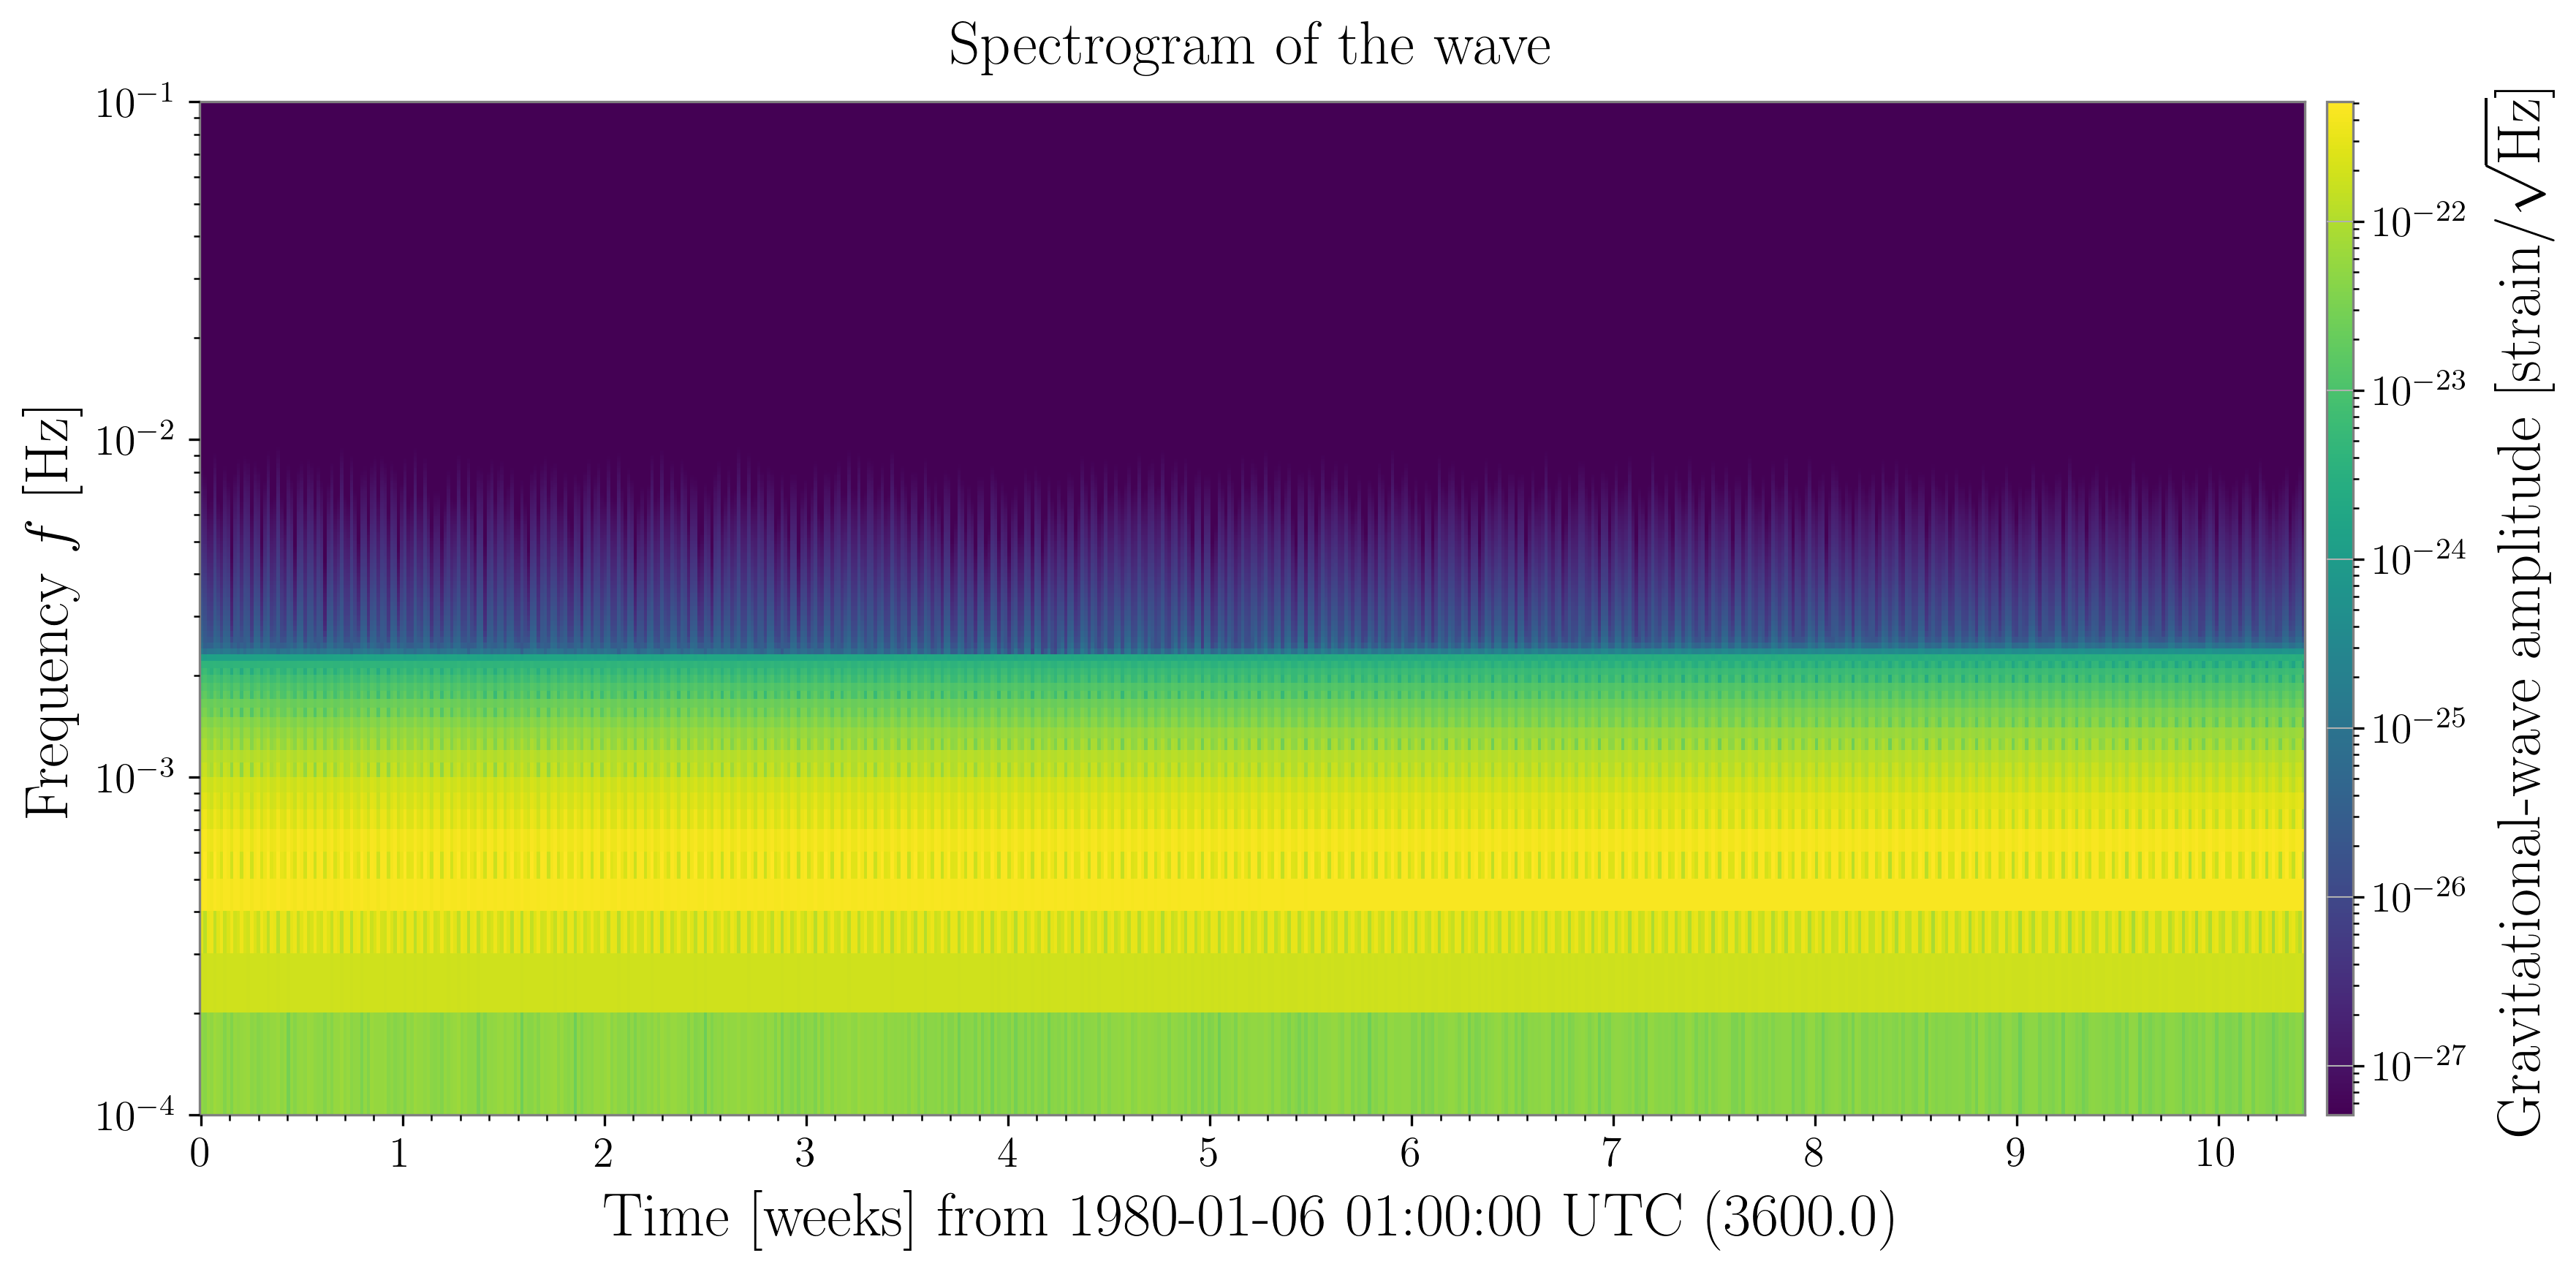 Spectrogram of the wave
10⁻¹
10⁻²
10⁻³
10⁻⁴
Frequency f [Hz]
0 1 2 3 4 5 6 7 8 9 10
Time [weeks] from 1980-01-06 01:00:00 UTC (3600.0)
10⁻²²
10⁻²³
10⁻²⁴
10⁻²⁵
10⁻²⁶
10⁻²⁷
Gravitational-wave amplitude [strain/√Hz]